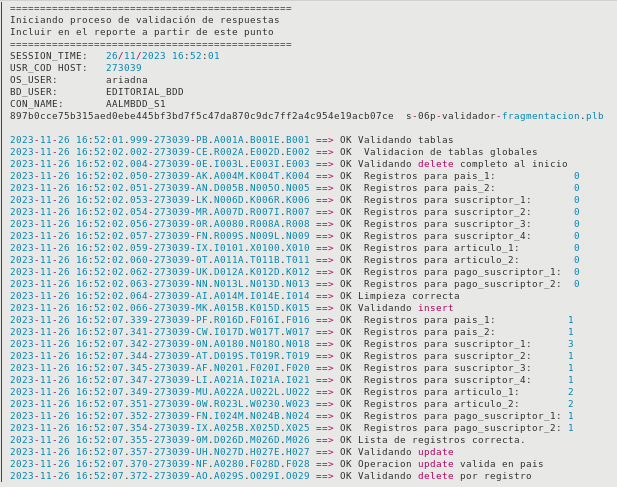 ===============================================
Iniciando proceso de validación de respuestas
Incluir en el reporte a partir de este punto
===============================================
SESSION_TIME:   26/11/2023 16:52:01
USR_COD HOST:   273039
OS_USER:        ariadna
BD_USER:        EDITORIAL_BDD
CON_NAME:       AALMBDD_S1
897b0cce75b315aed0ebe445bf3bd7f5c47da870c9dc7ff2a4c954e19acb07ce  s-06p-validador-fragmentacion.plb
2023-11-26 16:52:01.999-273039-PB.A001A.B001E.B001 ==> OK Validando tablas
2023-11-26 16:52:02.002-273039-CE.R002A.E002D.E002 ==> OK  Validacion de tablas globales
2023-11-26 16:52:02.004-273039-0E.I003L.E003I.E003 ==> OK Validando delete completo al inicio
2023-11-26 16:52:02.050-273039-AK.A004M.K004T.K004 ==> OK  Registros para pais_1:             0
2023-11-26 16:52:02.051-273039-AN.D005B.N005O.N005 ==> OK  Registros para pais_2:             0
2023-11-26 16:52:02.053-273039-LK.N006D.K006R.K006 ==> OK  Registros para suscriptor_1:       0
2023-11-26 16:52:02.054-273039-MR.A007D.R007I.R007 ==> OK  Registros para suscriptor_2:       0
2023-11-26 16:52:02.056-273039-0R.A0080.R008A.R008 ==> OK  Registros para suscriptor_3:       0
2023-11-26 16:52:02.057-273039-FN.R009S.N009L.N009 ==> OK  Registros para suscriptor_4:       0
2023-11-26 16:52:02.059-273039-IX.I0101.X0100.X010 ==> OK  Registros para articulo_1:         0
2023-11-26 16:52:02.060-273039-0T.A011A.T011B.T011 ==> OK  Registros para articulo_2:         0
2023-11-26 16:52:02.062-273039-UK.D012A.K012D.K012 ==> OK  Registros para pago_suscriptor_1:  0
2023-11-26 16:52:02.063-273039-NN.N013L.N013D.N013 ==> OK  Registros para pago_suscriptor_2:  0
2023-11-26 16:52:02.064-273039-AI.A014M.I014E.I014 ==> OK Limpieza correcta
2023-11-26 16:52:02.066-273039-MK.A015B.K015D.K015 ==> OK Validando insert
2023-11-26 16:52:07.339-273039-PF.R016D.F016I.F016 ==> OK  Registros para pais_1:            1
2023-11-26 16:52:07.341-273039-CW.I017D.W017T.W017 ==> OK  Registros para pais_2:            1
2023-11-26 16:52:07.342-273039-0N.A0180.N018O.N018 ==> OK  Registros para suscriptor_1:      3
2023-11-26 16:52:07.344-273039-AT.D019S.T019R.T019 ==> OK  Registros para suscriptor_2:      1
2023-11-26 16:52:07.345-273039-AF.N0201.F020I.F020 ==> OK  Registros para suscriptor_3:      1
2023-11-26 16:52:07.347-273039-LI.A021A.I021A.I021 ==> OK  Registros para suscriptor_4:      1
2023-11-26 16:52:07.349-273039-MU.A022A.U022L.U022 ==> OK  Registros para articulo_1:        2
2023-11-26 16:52:07.351-273039-0W.R023L.W0230.W023 ==> OK  Registros para articulo_2:        2
2023-11-26 16:52:07.352-273039-FN.I024M.N024B.N024 ==> OK  Registros para pago_suscriptor_1: 1
2023-11-26 16:52:07.354-273039-IX.A025B.X025D.X025 ==> OK  Registros para pago_suscriptor_2: 1
2023-11-26 16:52:07.355-273039-0M.D026D.M026D.M026 ==> OK Lista de registros correcta.
2023-11-26 16:52:07.357-273039-UH.N027D.H027E.H027 ==> OK Validando update
2023-11-26 16:52:07.370-273039-NF.A0280.F028D.F028 ==> OK Operacion update valida en pais
2023-11-26 16:52:07.372-273039-AO.A029S.O029I.O029 ==> OK Validando delete por registro